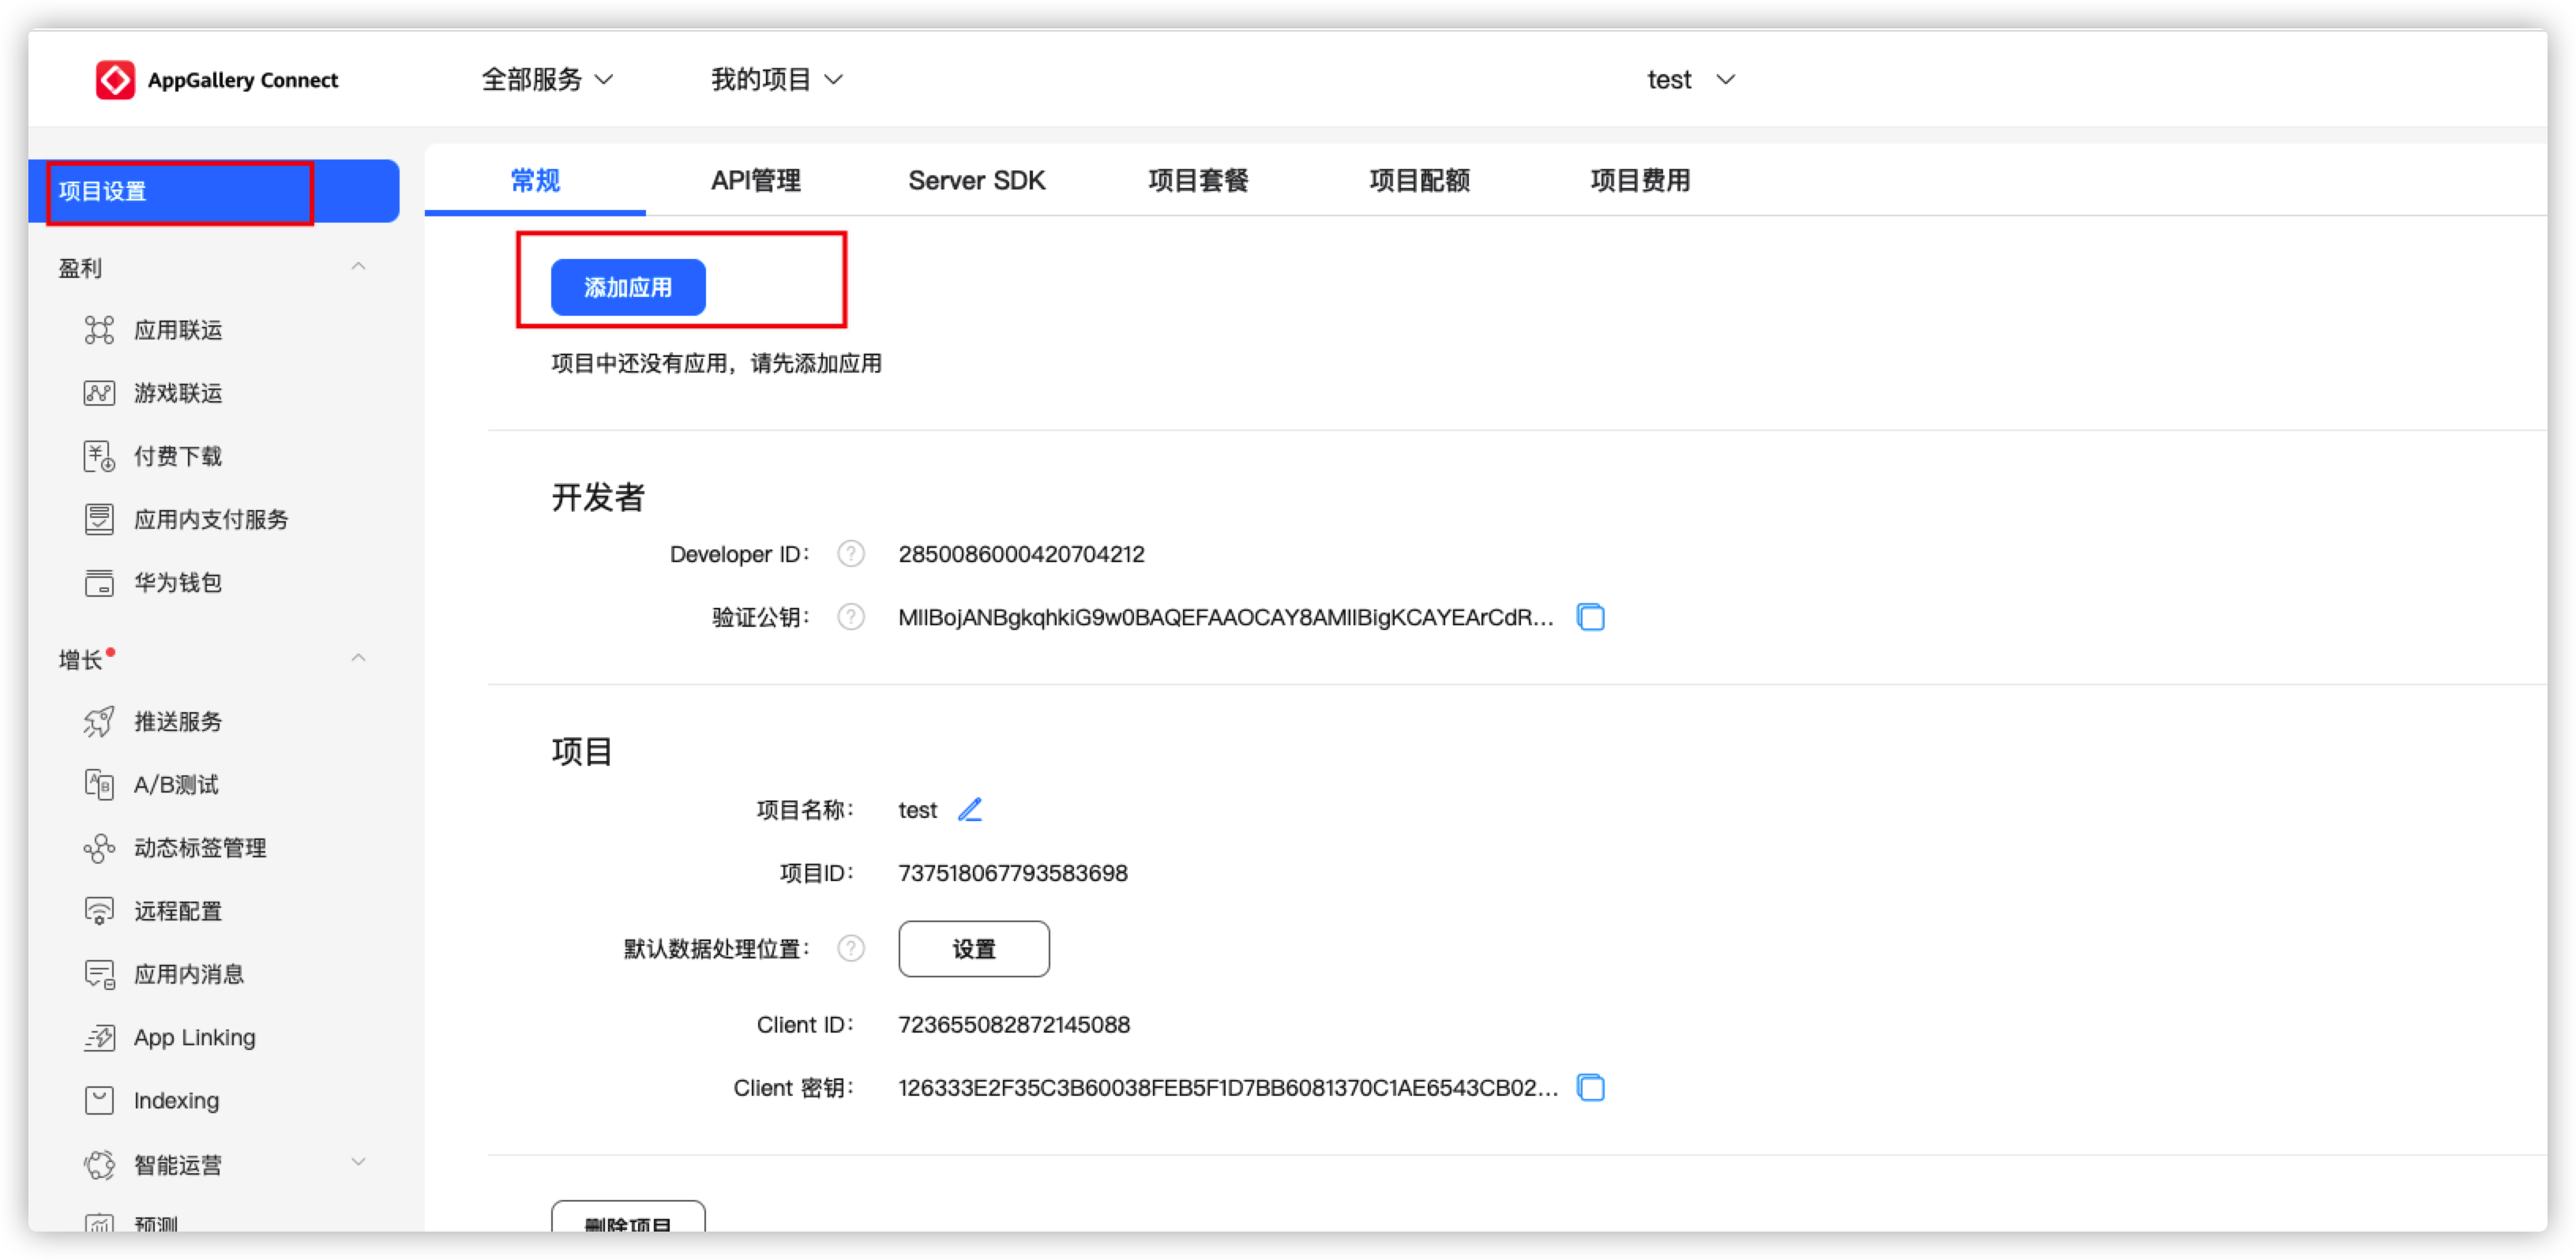 AppGallery Connect
全部服务
我的项目
test
项目设置
盈利
应用联运
游戏联运
付费下载
应用内支付服务
华为钱包
增长
推送服务
A/B测试
动态标签管理
远程配置
应用内消息
App Linking
Indexing
智能运营
预测
常规
API管理
Server SDK
项目套餐
项目配额
项目费用
添加应用
项目中还没有应用，请先添加应用
开发者
Developer ID： 2850086000420704212
验证公钥： MIIBojANBgkqhkiG9w0BAQEFAAOCAY8AMIIBigKCAYEArCdR...
项目
项目名称： test
项目ID： 737518067793583698
默认数据处理位置： 设置
Client ID： 723655082872145088
Client 密钥： 126333E2F35C3B60038FEB5F1D7BB6081370C1AE6543CB02...
删除项目